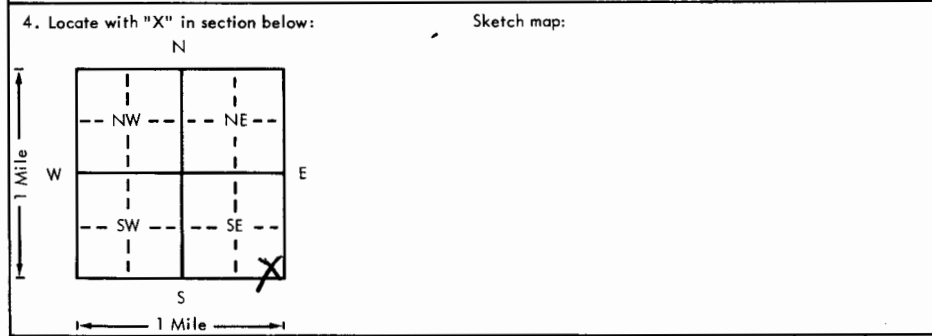 4. Locate with "X" in section below:
Sketch map:
N
NW
NE
W
E
1 Mile
SW
SE
X
S
1 Mile